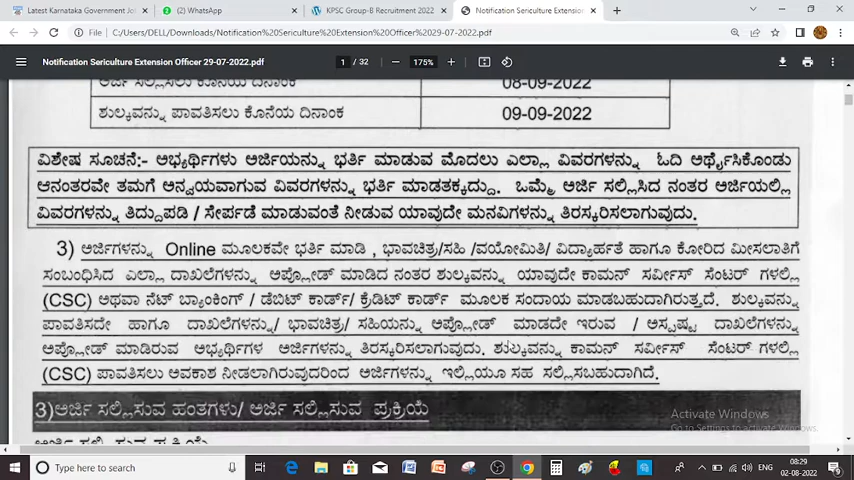 Latest Karnataka Government Jo
(2) WhatsApp
KPSC Group-B Recruitment 2022
Notification Sericulture Extension
File | C:/Users/DELL/Downloads/Notification%20Sericulture%20Extension%20Officer%2029-07-2022.pdf
Notification Sericulture Extension Officer 29-07-2022.pdf
1 / 32
175%
ಅರ್ಜಿ ಸಲ್ಲಿಸಲು ಕೊನೆಯ ದಿನಾಂಕ 08-09-2022
ಶುಲ್ಕವನ್ನು ಪಾವತಿಸಲು ಕೊನೆಯ ದಿನಾಂಕ 09-09-2022
ವಿಶೇಷ ಸೂಚನೆ:- ಅಭ್ಯರ್ಥಿಗಳು ಅರ್ಜಿಯನ್ನು ಭರ್ತಿ ಮಾಡುವ ಮೊದಲು ಎಲ್ಲಾ ವಿವರಗಳನ್ನು ಓದಿ ಅರ್ಥೈಸಿಕೊಂಡು
ಆನಂತರವೇ ತಮಗೆ ಅನ್ವಯವಾಗುವ ವಿವರಗಳನ್ನು ಭರ್ತಿ ಮಾಡತಕ್ಕದ್ದು. ಒಮ್ಮೆ ಅರ್ಜಿ ಸಲ್ಲಿಸಿದ ನಂತರ ಅರ್ಜಿಯಲ್ಲಿ
ವಿವರಗಳನ್ನು ತಿದ್ದುಪಡಿ / ಸೇರ್ಪಡೆ ಮಾಡುವಂತೆ ನೀಡುವ ಯಾವುದೇ ಮನವಿಗಳನ್ನು ತಿರಸ್ಕರಿಸಲಾಗುವುದು.
3) ಅರ್ಜಿಗಳನ್ನು Online ಮೂಲಕವೇ ಭರ್ತಿ ಮಾಡಿ , ಭಾವಚಿತ್ರ/ಸಹಿ /ವಯೋಮಿತಿ/ ವಿದ್ಯಾರ್ಹತೆ ಹಾಗೂ ಕೋರಿದ ಮೀಸಲಾತಿಗೆ
ಸಂಬಂಧಿಸಿದ ಎಲ್ಲಾ ದಾಖಲೆಗಳನ್ನು ಅಪ್ಲೋಡ್ ಮಾಡಿದ ನಂತರ ಶುಲ್ಕವನ್ನು ಯಾವುದೇ ಕಾಮನ್ ಸರ್ವೀಸ್ ಸೆಂಟರ್ ಗಳಲ್ಲಿ
(CSC) ಅಥವಾ ನೆಟ್ ಬ್ಯಾಂಕಿಂಗ್ / ಡೆಬಿಟ್ ಕಾರ್ಡ್/ ಕ್ರೆಡಿಟ್ ಕಾರ್ಡ್ ಮೂಲಕ ಸಂದಾಯ ಮಾಡಬಹುದಾಗಿರುತ್ತದೆ. ಶುಲ್ಕವನ್ನು
ಪಾವತಿಸದೇ ಹಾಗೂ ದಾಖಲೆಗಳನ್ನು/ ಭಾವಚಿತ್ರ/ ಸಹಿಯನ್ನು ಅಪ್ಲೋಡ್ ಮಾಡದೇ ಇರುವ / ಅಸ್ಪಷ್ಟ ದಾಖಲೆಗಳನ್ನು
ಅಪ್ಲೋಡ್ ಮಾಡಿರುವ ಅಭ್ಯರ್ಥಿಗಳ ಅರ್ಜಿಗಳನ್ನು ತಿರಸ್ಕರಿಸಲಾಗುವುದು. ಶುಲ್ಕವನ್ನು ಕಾಮನ್ ಸರ್ವೀಸ್ ಸೆಂಟರ್ ಗಳಲ್ಲಿ
(CSC) ಪಾವತಿಸಲು ಅವಕಾಶ ನೀಡಲಾಗಿರುವುದರಿಂದ ಅರ್ಜಿಗಳನ್ನು ಇಲ್ಲಿಯೂ ಸಹ ಸಲ್ಲಿಸಬಹುದಾಗಿದೆ.
3)ಅರ್ಜಿ ಸಲ್ಲಿಸುವ ಹಂತಗಳು/ ಅರ್ಜಿ ಸಲ್ಲಿಸುವ ಪ್ರಕ್ರಿಯೆ
Activate Windows
Go to Settings to activate Windows.
Type here to search
ENG
08:29
02-08-2022